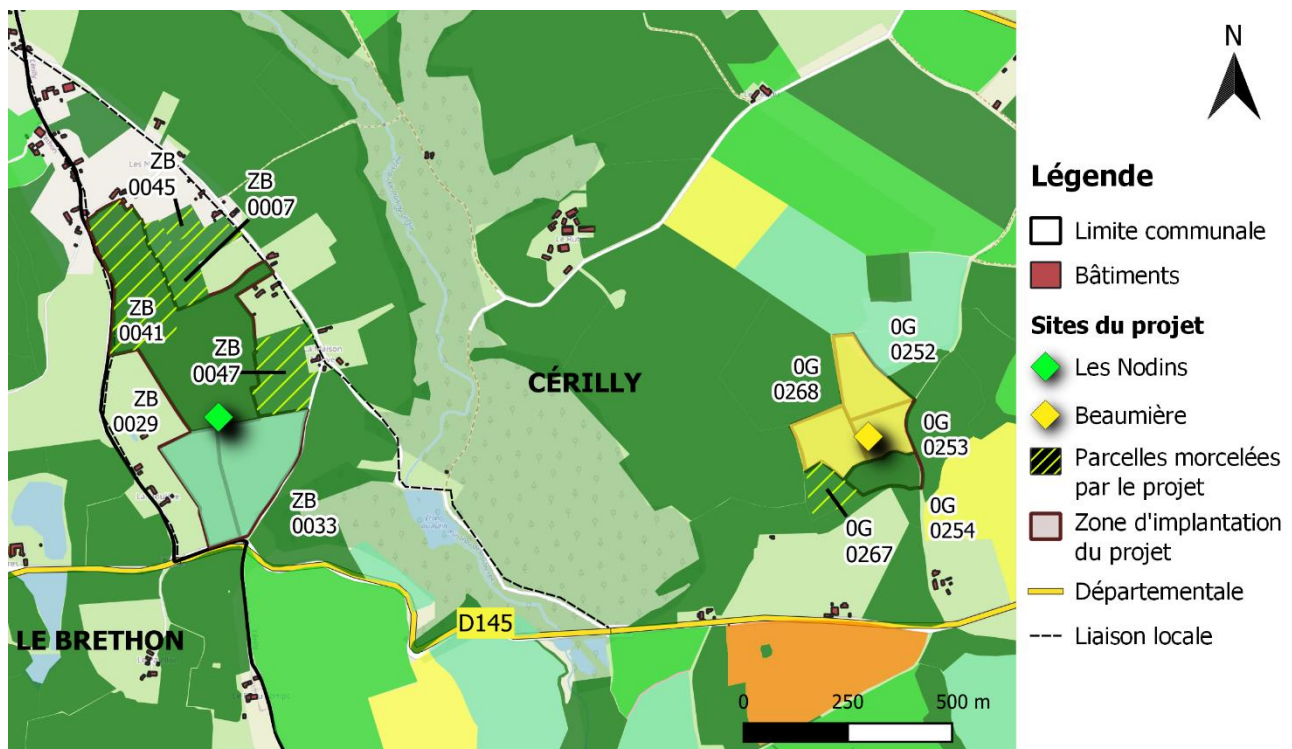 ZB
0045
ZB
0007
ZB
0041
ZB
0047
ZB
0029
ZB
0033
CÉRILLY
0G
0252
0G
0268
0G
0253
0G
0254
0G
0267
D145
LE BRETHON
0 250 500 m
N
Légende
Limite communale
Bâtiments
Sites du projet
Les Nodins
Beaumière
Parcelles morcelées
par le projet
Zone d'implantation
du projet
Départementale
Liaison locale